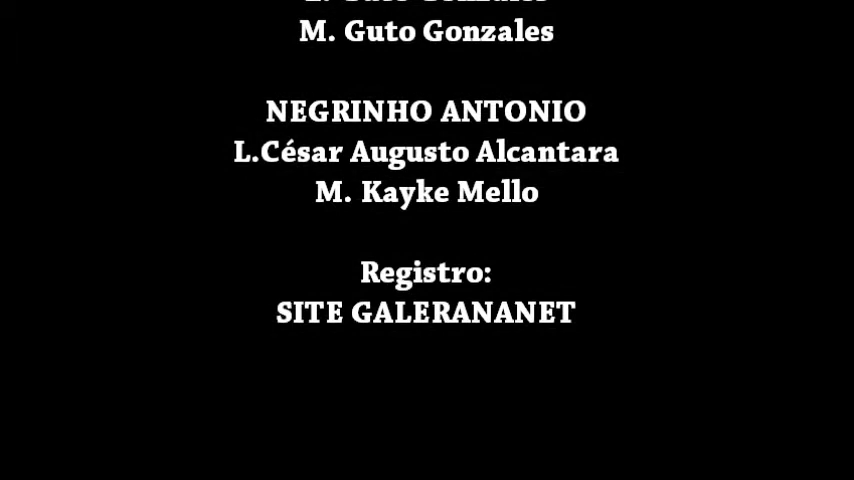 M. Guto Gonzales
NEGRINHO ANTONIO
L.César Augusto Alcantara
M. Kayke Mello
Registro:
SITE GALERANANET